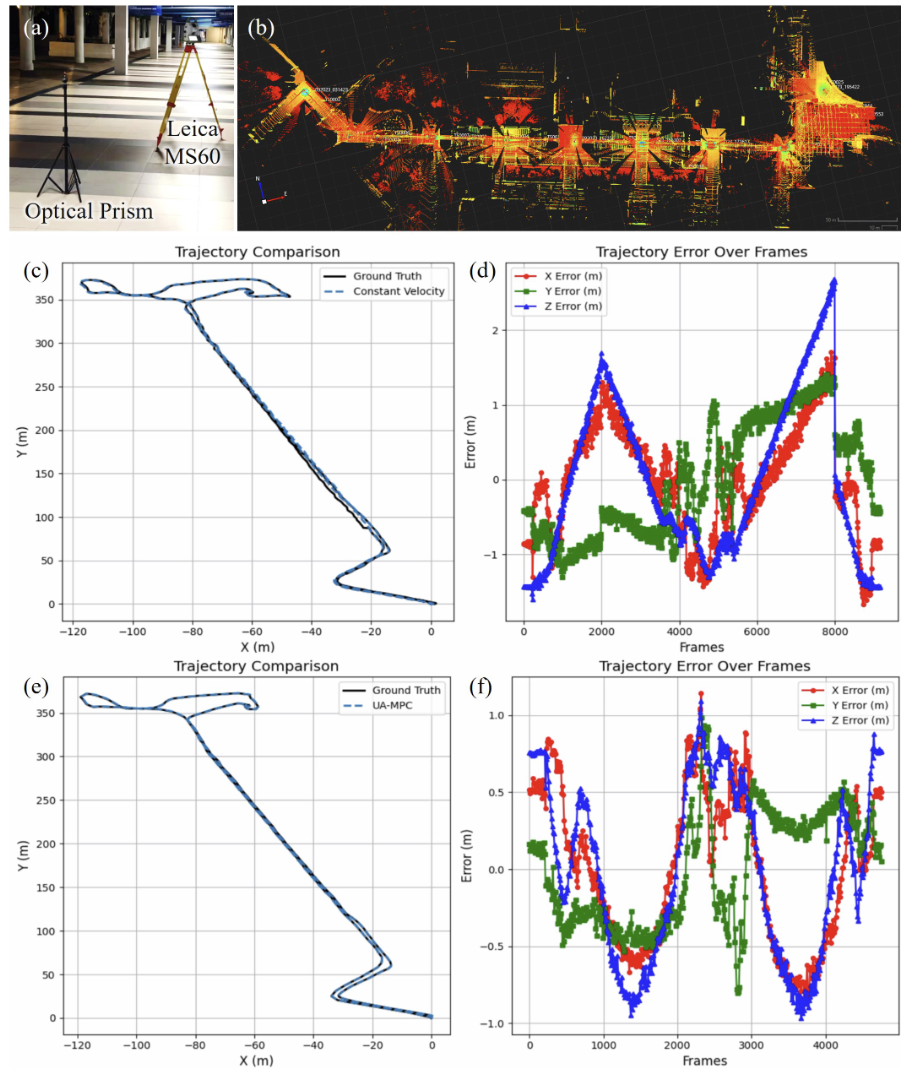 (a)
Leica
MS60
Optical Prism
(b)
(c)
Trajectory Comparison
Ground Truth
Constant Velocity
350
300
250
200
150
100
50
0
Y (m)
−120
−100
−80
−60
−40
−20
0
X (m)
(d)
Trajectory Error Over Frames
X Error (m)
Y Error (m)
Z Error (m)
2
1
0
−1
Error (m)
0
2000
4000
6000
8000
Frames
(e)
Trajectory Comparison
Ground Truth
UA-MPC
350
300
250
200
150
100
50
0
Y (m)
−120
−100
−80
−60
−40
−20
0
X (m)
(f)
Trajectory Error Over Frames
X Error (m)
Y Error (m)
Z Error (m)
1.0
0.5
0.0
−0.5
−1.0
Error (m)
0
1000
2000
3000
4000
Frames